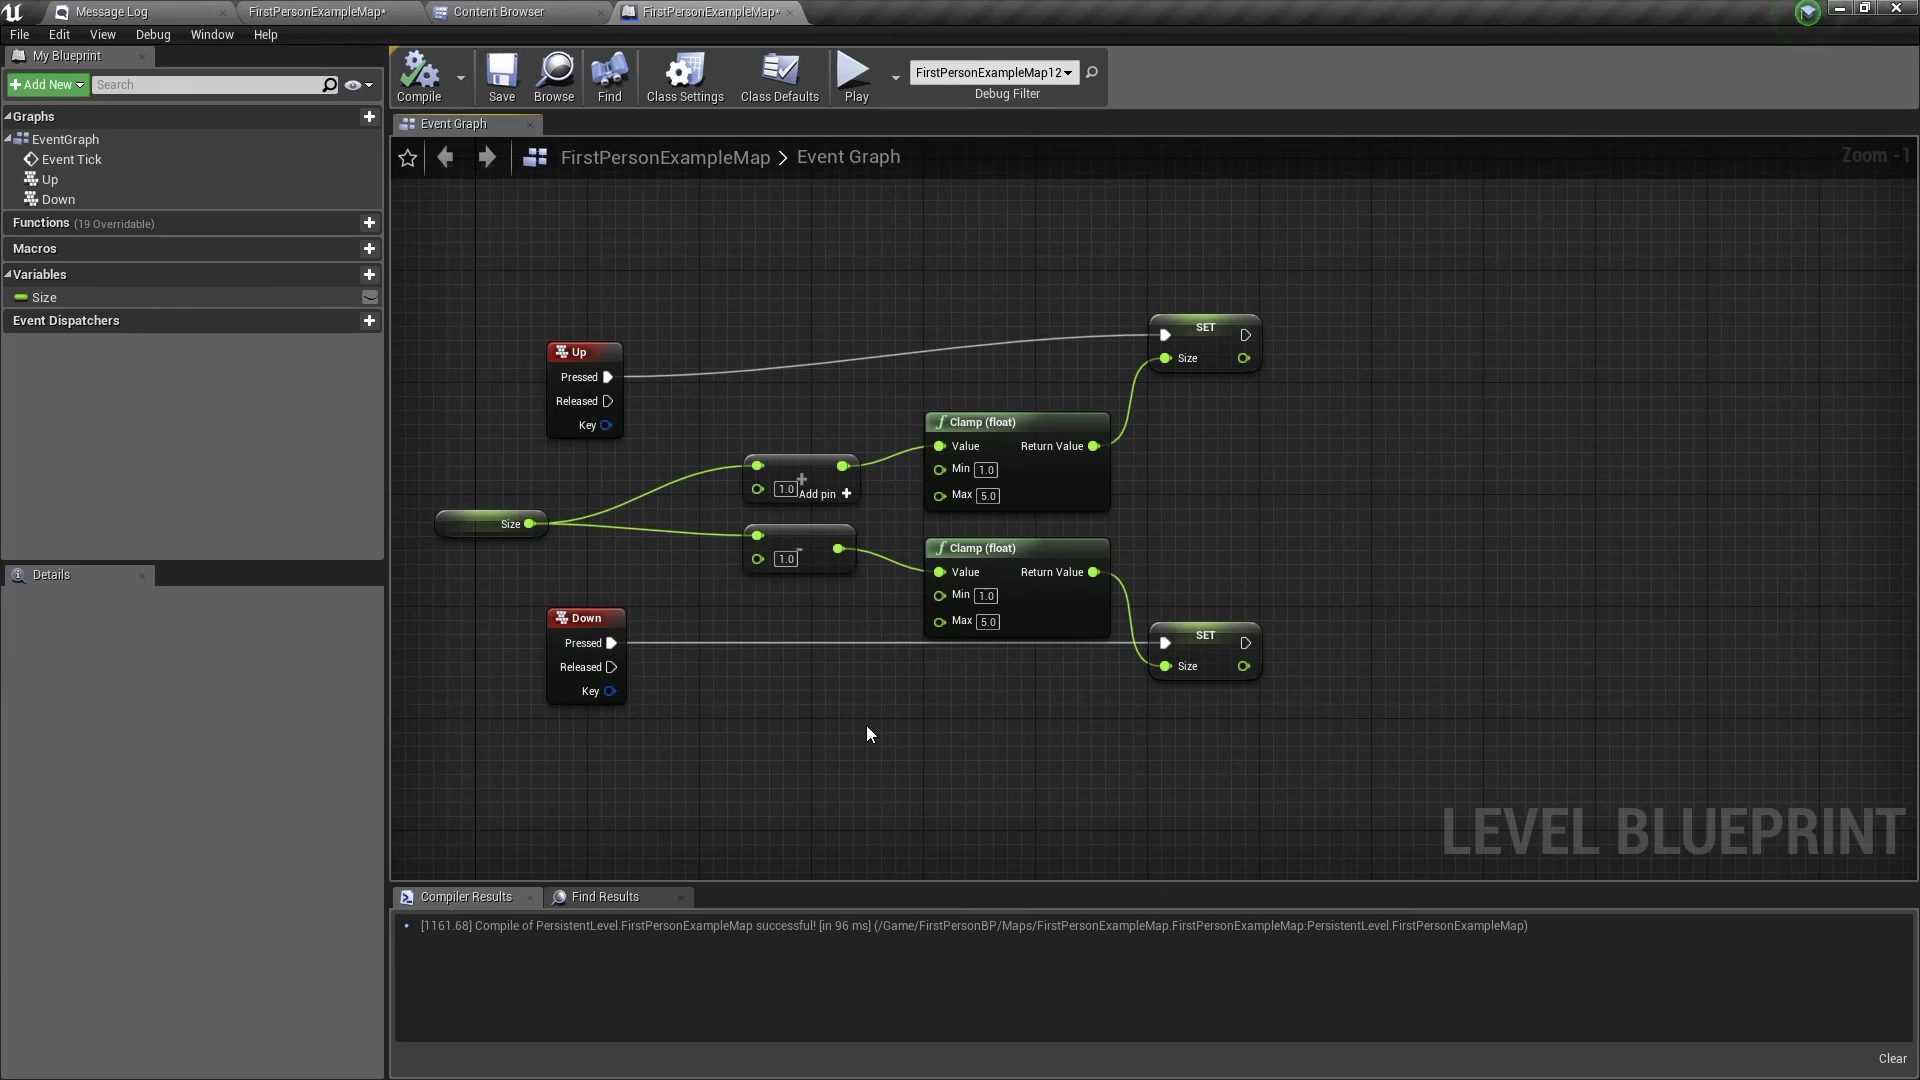 Message Log
FirstPersonExampleMap*
Content Browser
FirstPersonExampleMap*
File Edit View Debug Window Help
My Blueprint
Add New
Search
Graphs
EventGraph
Event Tick
Up
Down
Functions (19 Overridable)
Macros
Variables
Size
Event Dispatchers
Details
Compile
Save
Browse
Find
Class Settings
Class Defaults
Play
FirstPersonExampleMap12
Debug Filter
Event Graph
FirstPersonExampleMap > Event Graph
Zoom -1
Up
Pressed
Released
Key
Size
1.0
Add pin +
1.0
-
Clamp (float)
Value Return Value
Min 1.0
Max 5.0
Clamp (float)
Value Return Value
Min 1.0
Max 5.0
SET
Size
Down
Pressed
Released
Key
SET
Size
LEVEL BLUEPRINT
Compiler Results
Find Results
[1161.68] Compile of PersistentLevel.FirstPersonExampleMap successful! [in 96 ms] (/Game/FirstPersonBP/Maps/FirstPersonExampleMap.FirstPersonExampleMap:PersistentLevel.FirstPersonExampleMap)
Clear